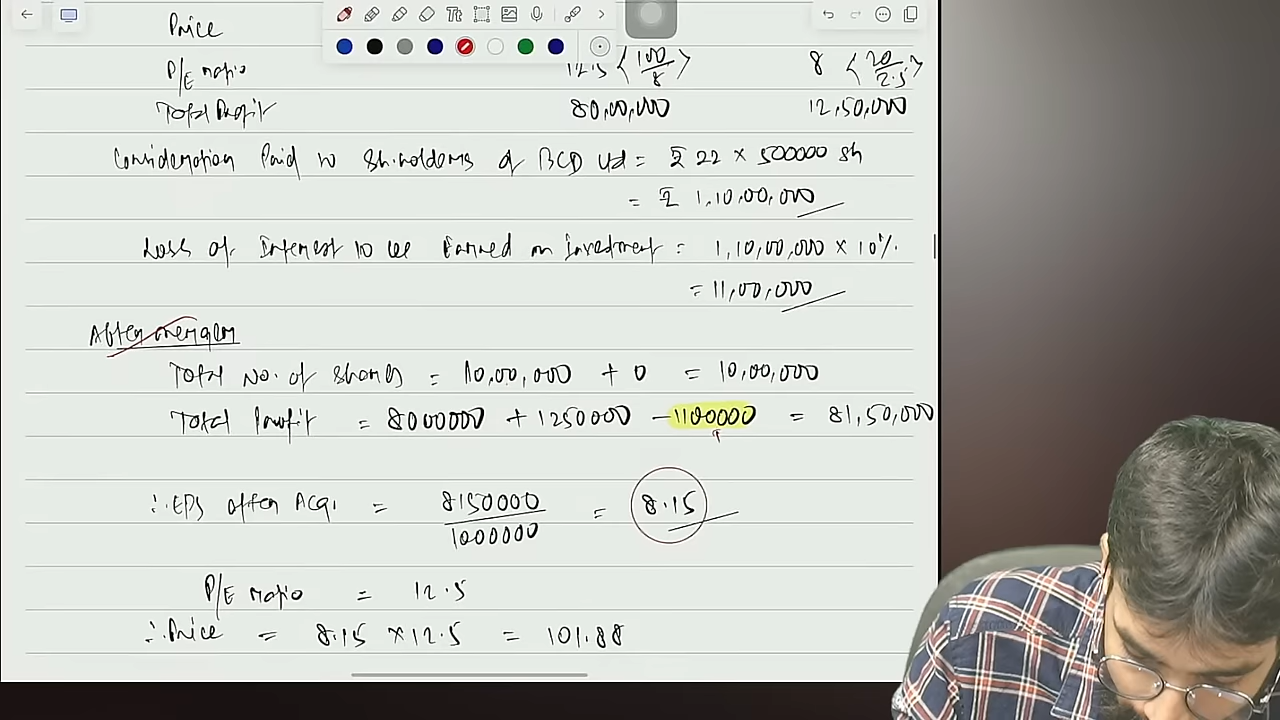 Price
P/E ratio 12.5 <100/8> 8 <20/2.5>
Total Profit 80,00,000 12,50,000
Consideration Paid to Sh.holders of BCD Ltd = ₹ 22 × 500000 sh
= ₹ 1,10,00,000
Loss of Interest to be Earned on Investment = 1,10,00,000 × 10%
= 11,00,000
After merger
Total No. of Shares = 10,00,000 + 0 = 10,00,000
Total Profit = 8000000 + 1250000 - 1100000 = 81,50,000
∴ EPS after Acq. = 8150000/1000000 = 8.15
P/E ratio = 12.5
∴ Price = 8.15 × 12.5 = 101.88